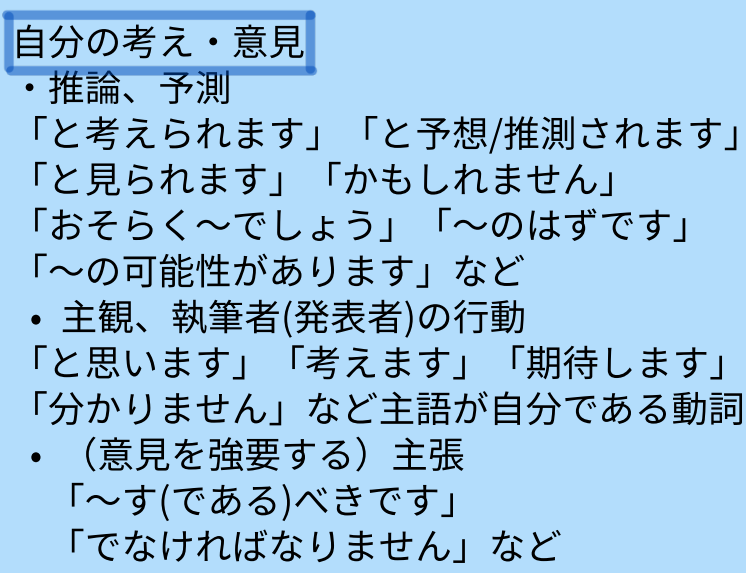 自分の考え・意見
・推論、予測
「と考えられます」「と予想/推測されます」
「と見られます」「かもしれません」
「おそらく～でしょう」「～のはずです」
「～の可能性があります」など
• 主観、執筆者(発表者)の行動
「と思います」「考えます」「期待します」
「分かりません」など主語が自分である動詞
• （意見を強要する）主張
「～す(である)べきです」
「でなければなりません」など